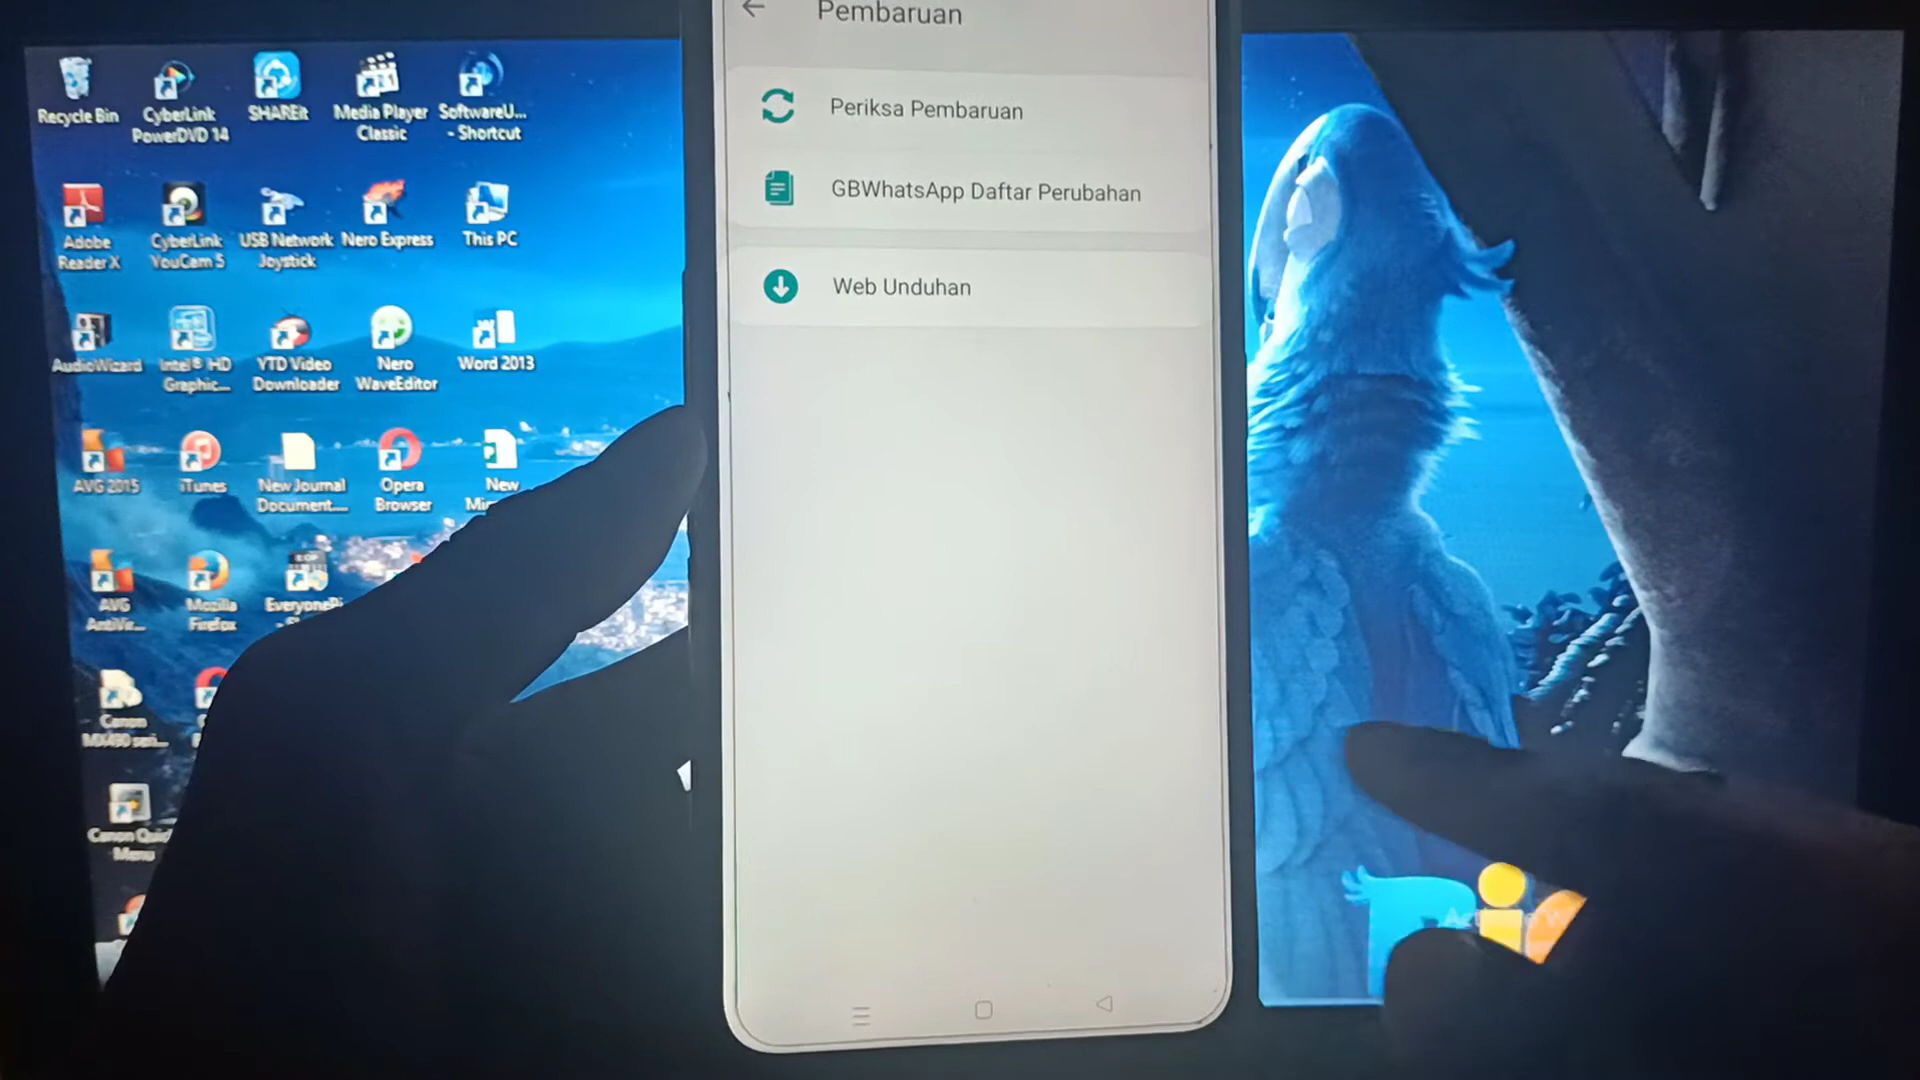 Pembaruan
Periksa Pembaruan
GBWhatsApp Daftar Perubahan
Web Unduhan
Recycle Bin
CyberLink
PowerDVD 14
SHAREit
Media Player
Classic
SoftwareU...
- Shortcut
Adobe
Reader X
CyberLink
YouCam 5
USB Network
Joystick
Nero Express
This PC
AudioWizard
Intel® HD
Graphic...
YTD Video
Downloader
Nero
WaveEditor
Word 2013
AVG 2015
iTunes
New Journal
Document....
Opera
Browser
New
AVG
AntiVir...
Mozilla
Firefox
Canon
MX490 seri...
Canon Quic
Menu